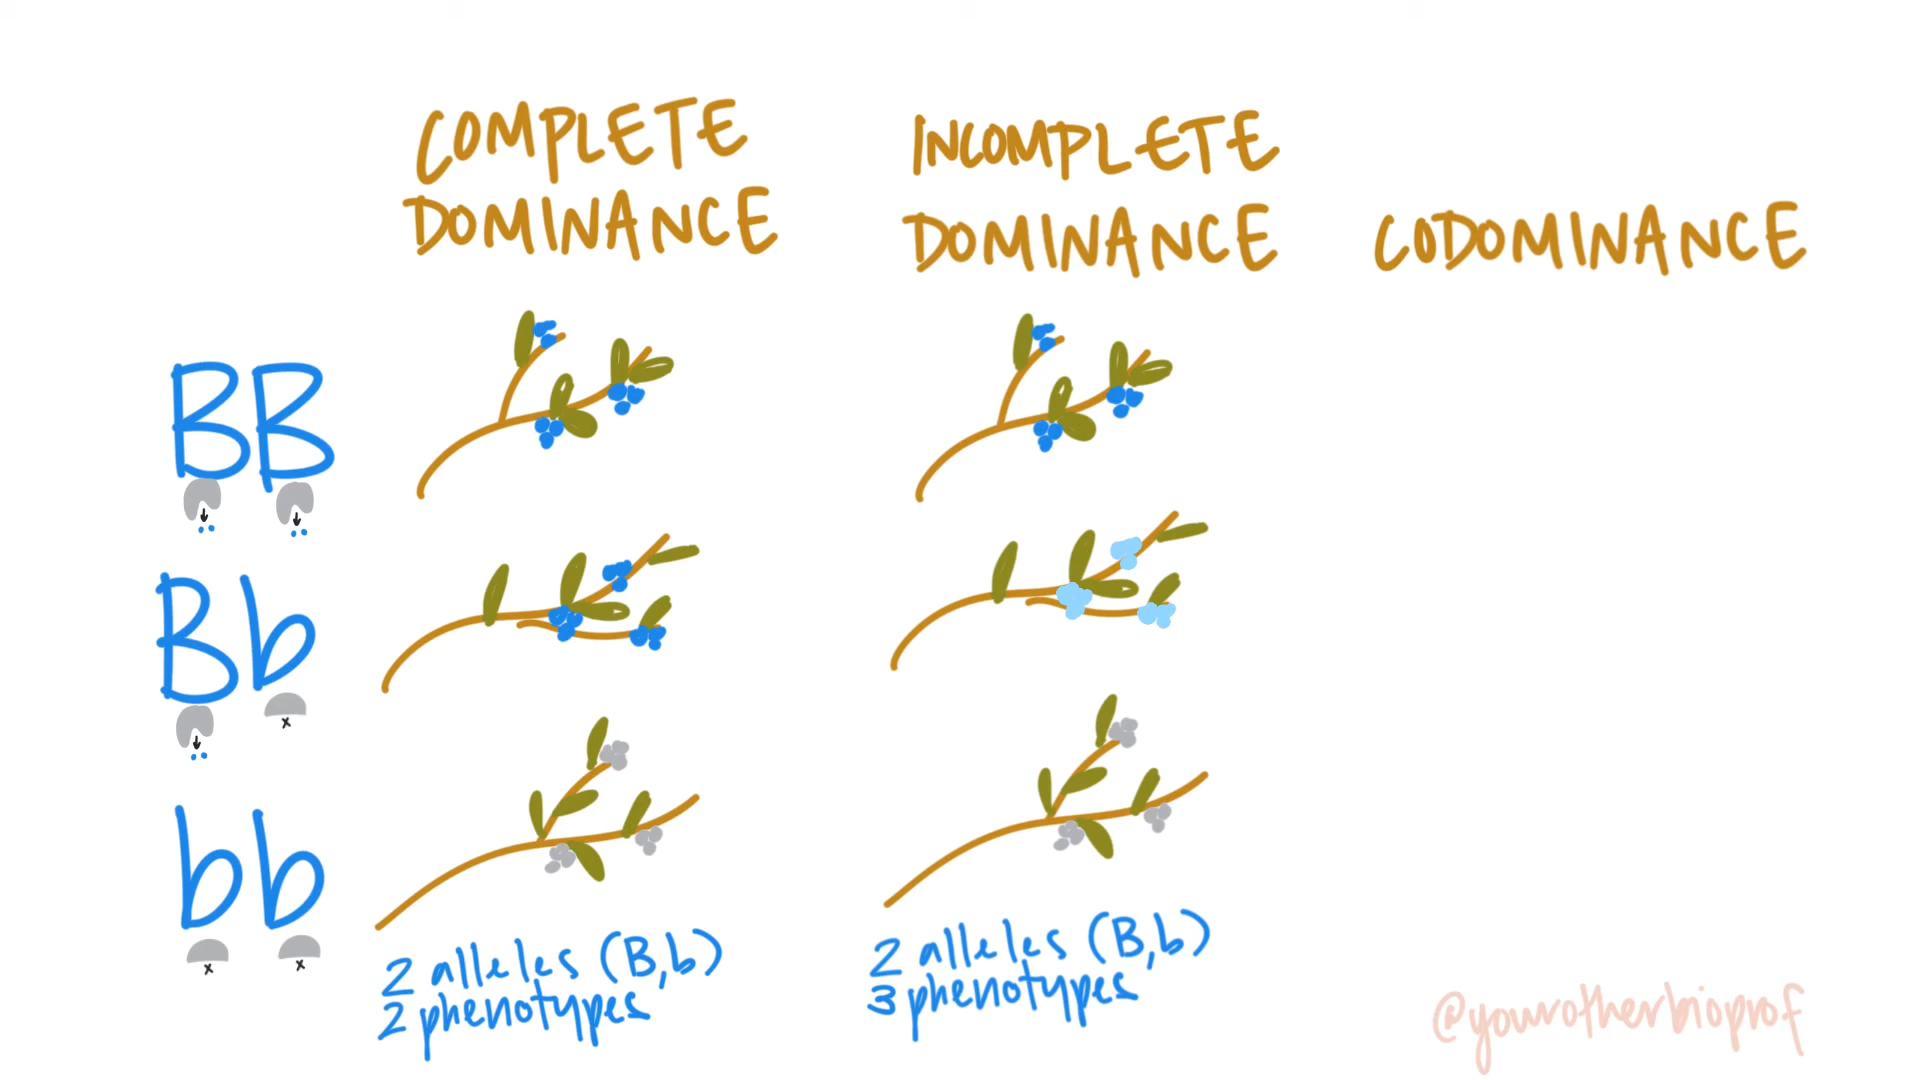 COMPLETE
DOMINANCE
INCOMPLETE
DOMINANCE
CODOMINANCE
BB
Bb
bb
2 alleles (B,b)
2 phenotypes
2 alleles (B,b)
3 phenotypes
@yourotherbioprof